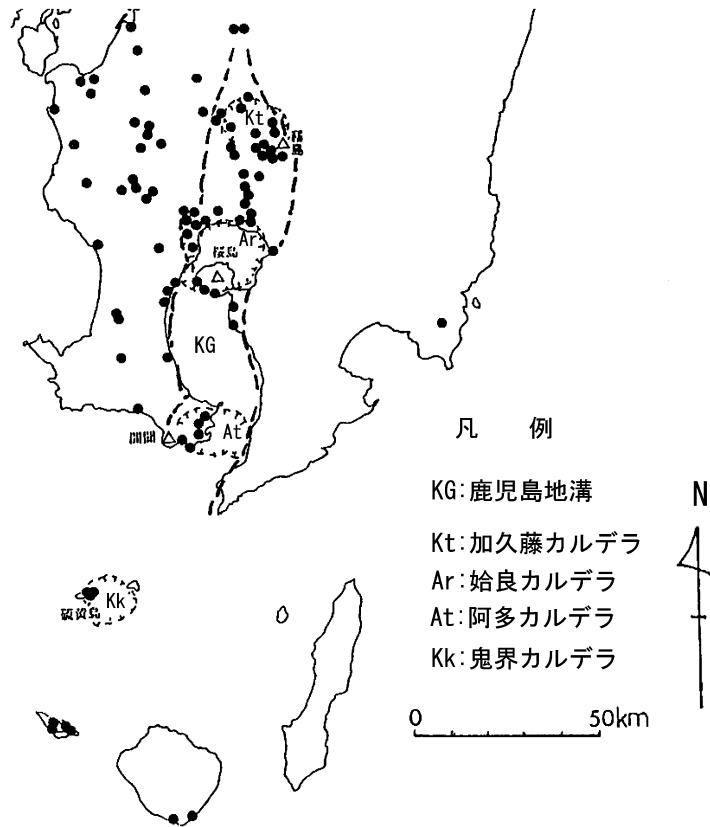 Kt
霧島
Ar
桜島
KG
At
開聞
Kk
硫黄島
凡 例
KG:鹿児島地溝
Kt:加久藤カルデラ
Ar:姶良カルデラ
At:阿多カルデラ
Kk:鬼界カルデラ
N
0 50km